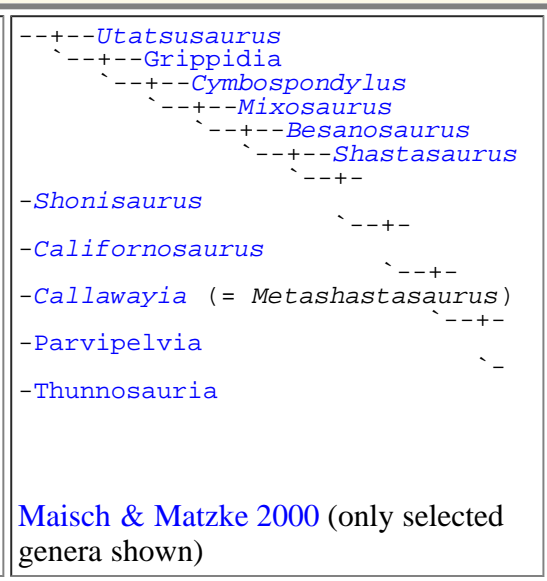 --+--Utatsusaurus
  `--+--Grippidia
     `--+--Cymbospondylus
        `--+--Mixosaurus
           `--+--Besanosaurus
              `--+--Shastasaurus
                 `--+-
-Shonisaurus
                    `--+-
-Californosaurus
                       `--+-
-Callawayia (= Metashastasaurus)
                          `--+-
-Parvipelvia
                             `-
-Thunnosauria
Maisch & Matzke 2000 (only selected
genera shown)